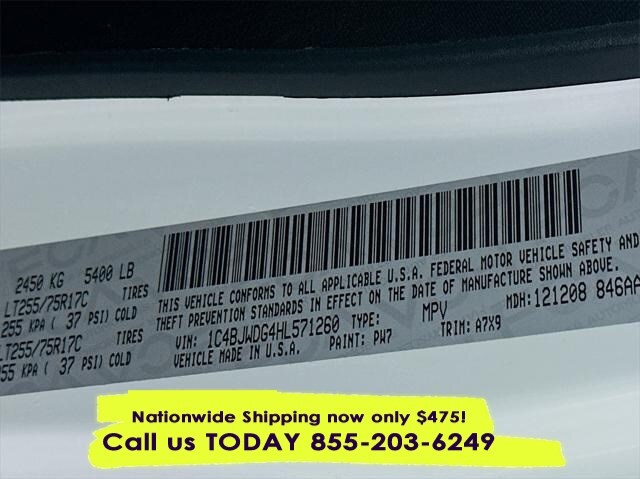 2450 KG 5400 LB
LT255/75R17C TIRES
255 KPA ( 37 PSI) COLD
LT255/75R17C TIRES
255 KPA ( 37 PSI) COLD
THIS VEHICLE CONFORMS TO ALL APPLICABLE U.S.A. FEDERAL MOTOR VEHICLE SAFETY AND
THEFT PREVENTION STANDARDS IN EFFECT ON THE DATE OF MANUFACTURE SHOWN ABOVE.
VIN: 1C4BJWDG4HL571260 TYPE: MPV MDH: 121208 846AA
VEHICLE MADE IN U.S.A. PAINT: PW7 TRIM: A7X9
Nationwide Shipping now only $475!
Call us TODAY 855-203-6249